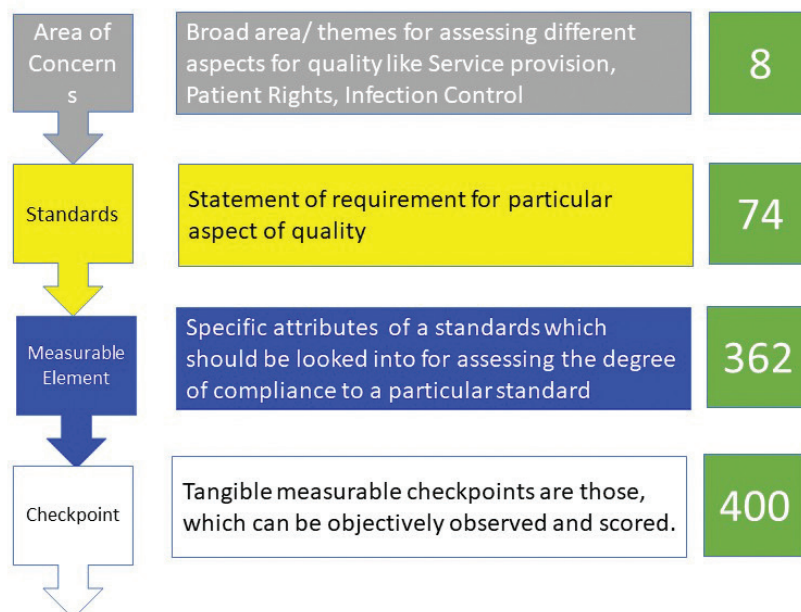 Area of
Concern
s
Broad area/ themes for assessing different
aspects for quality like Service provision,
Patient Rights, Infection Control
8
Standards
Statement of requirement for particular
aspect of quality
74
Measurable
Element
Specific attributes of a standards which
should be looked into for assessing the degree
of compliance to a particular standard
362
Checkpoint
Tangible measurable checkpoints are those,
which can be objectively observed and scored.
400